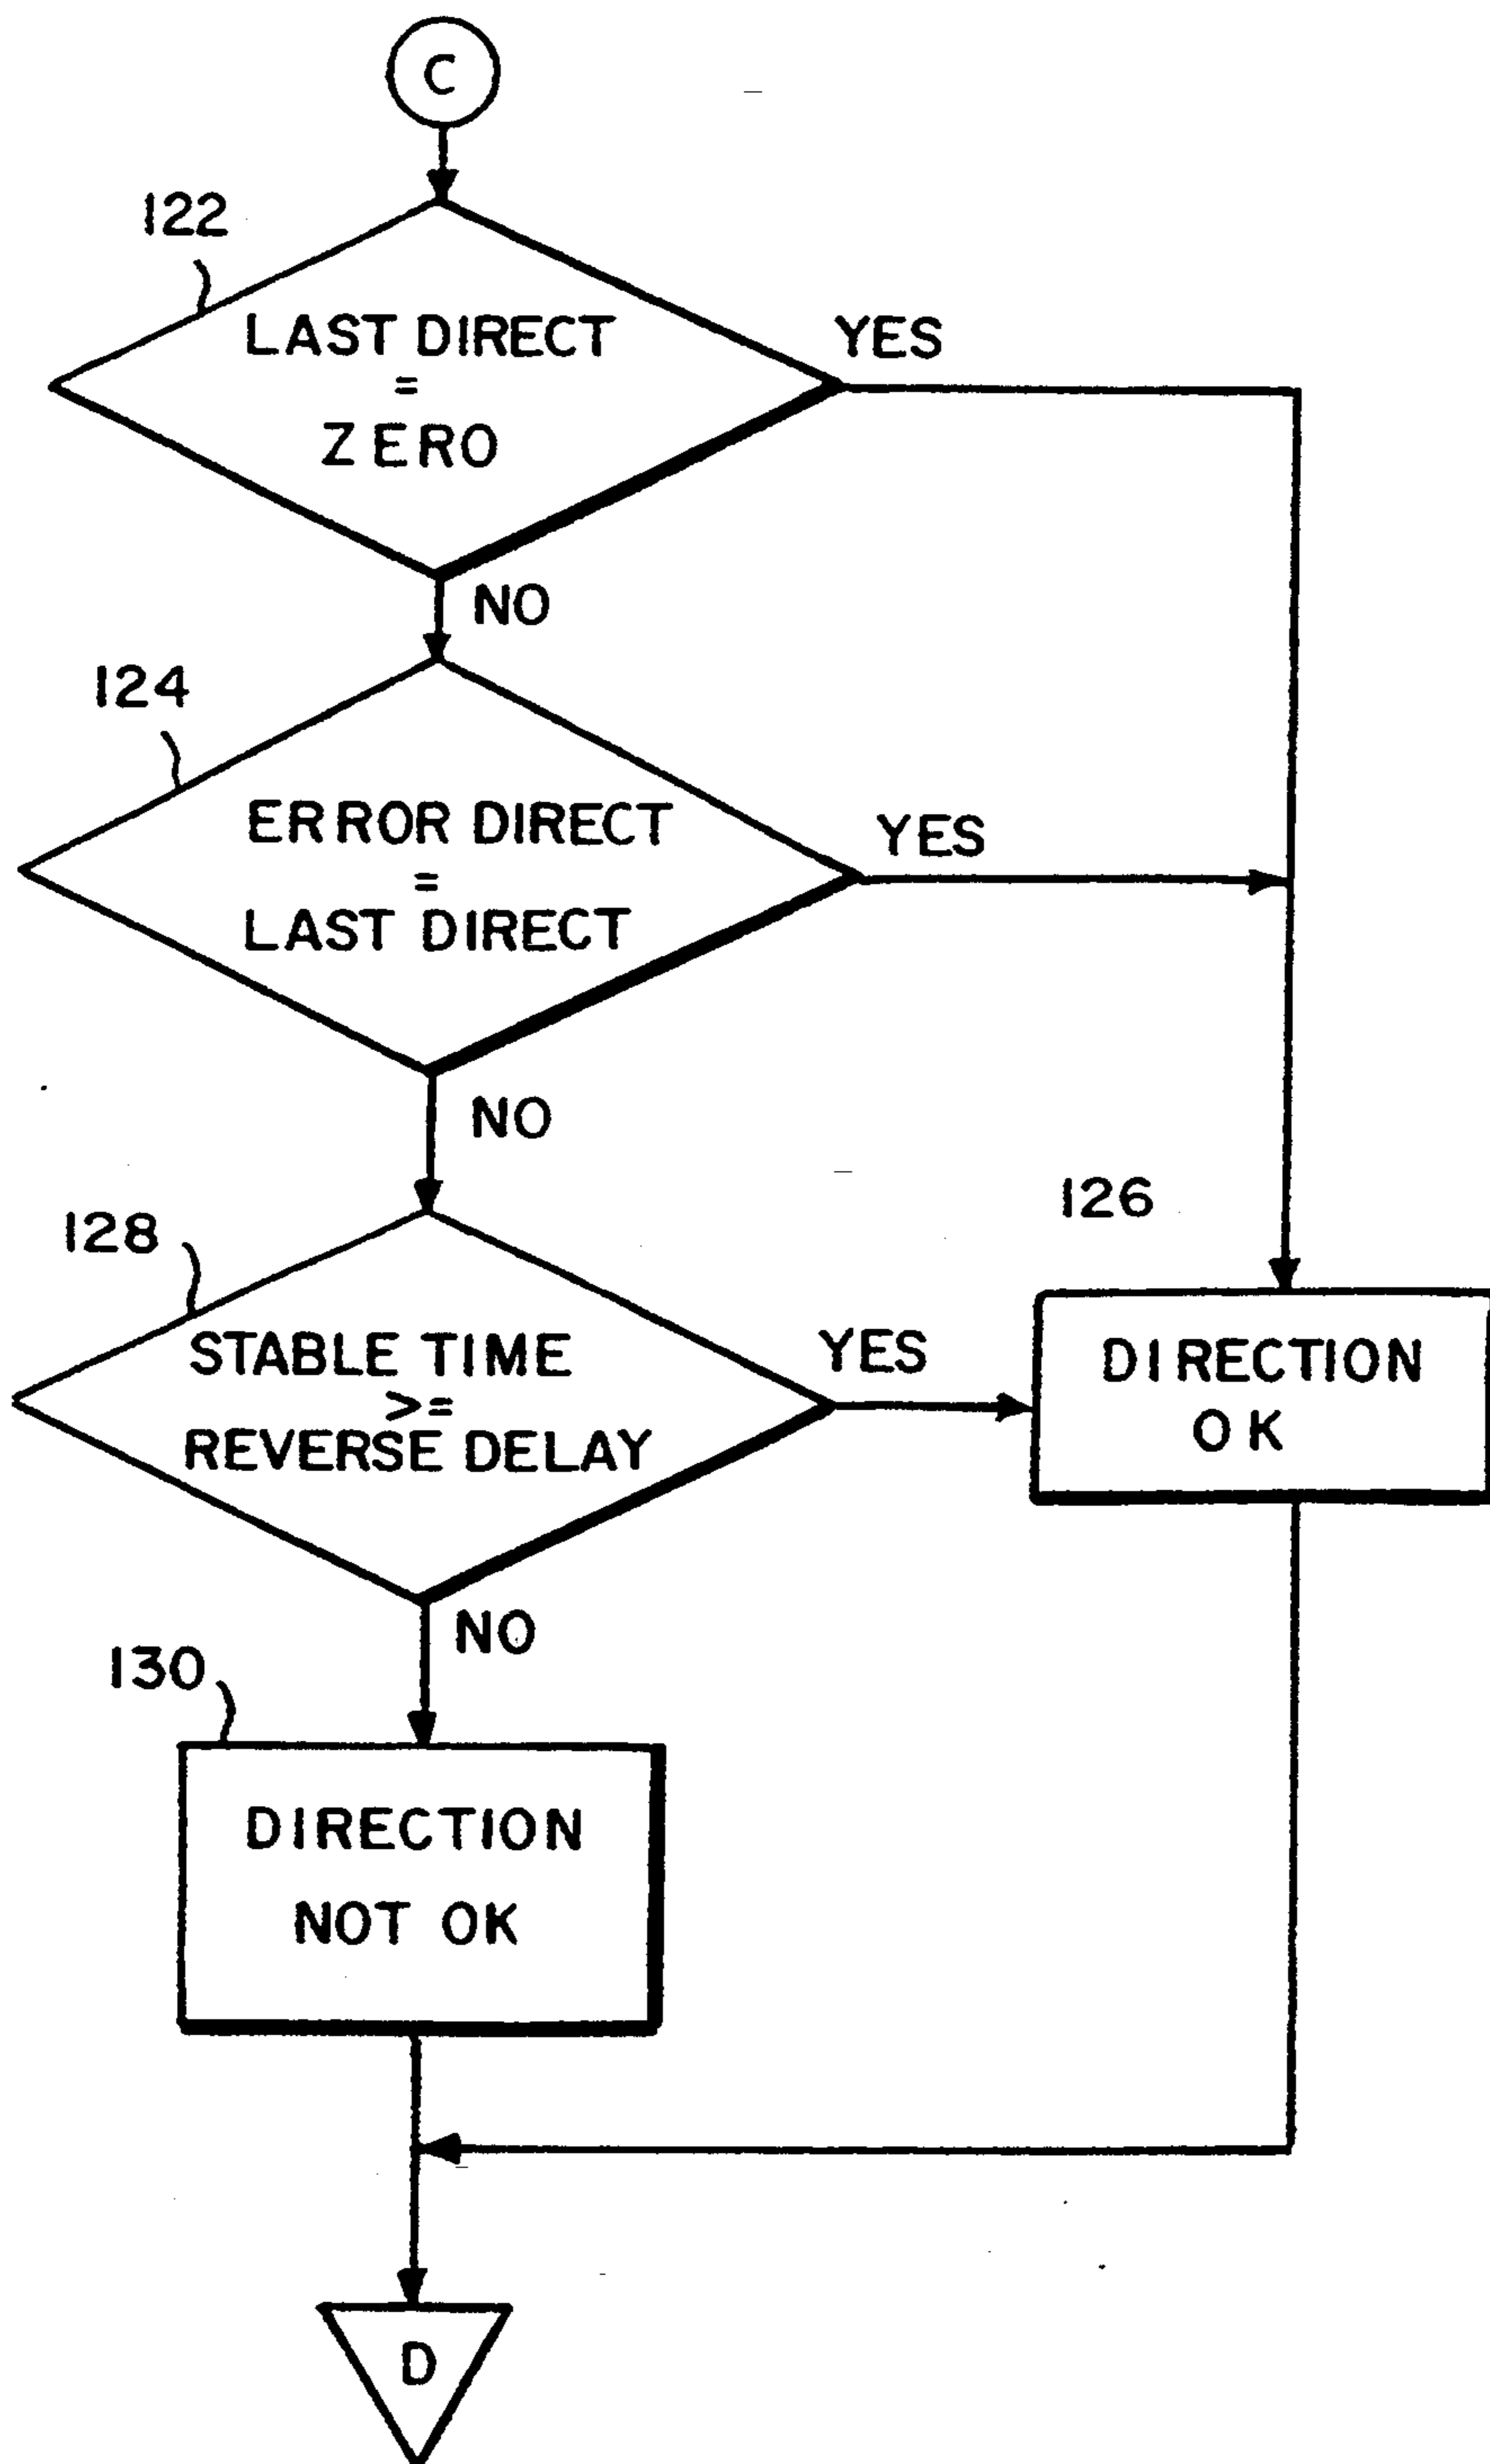 C
122
LAST DIRECT
=
ZERO
YES
NO
124
ERROR DIRECT
=
LAST DIRECT
YES
NO
128
STABLE TIME
>=
REVERSE DELAY
YES
126
DIRECTION
OK
NO
130
DIRECTION
NOT OK
D